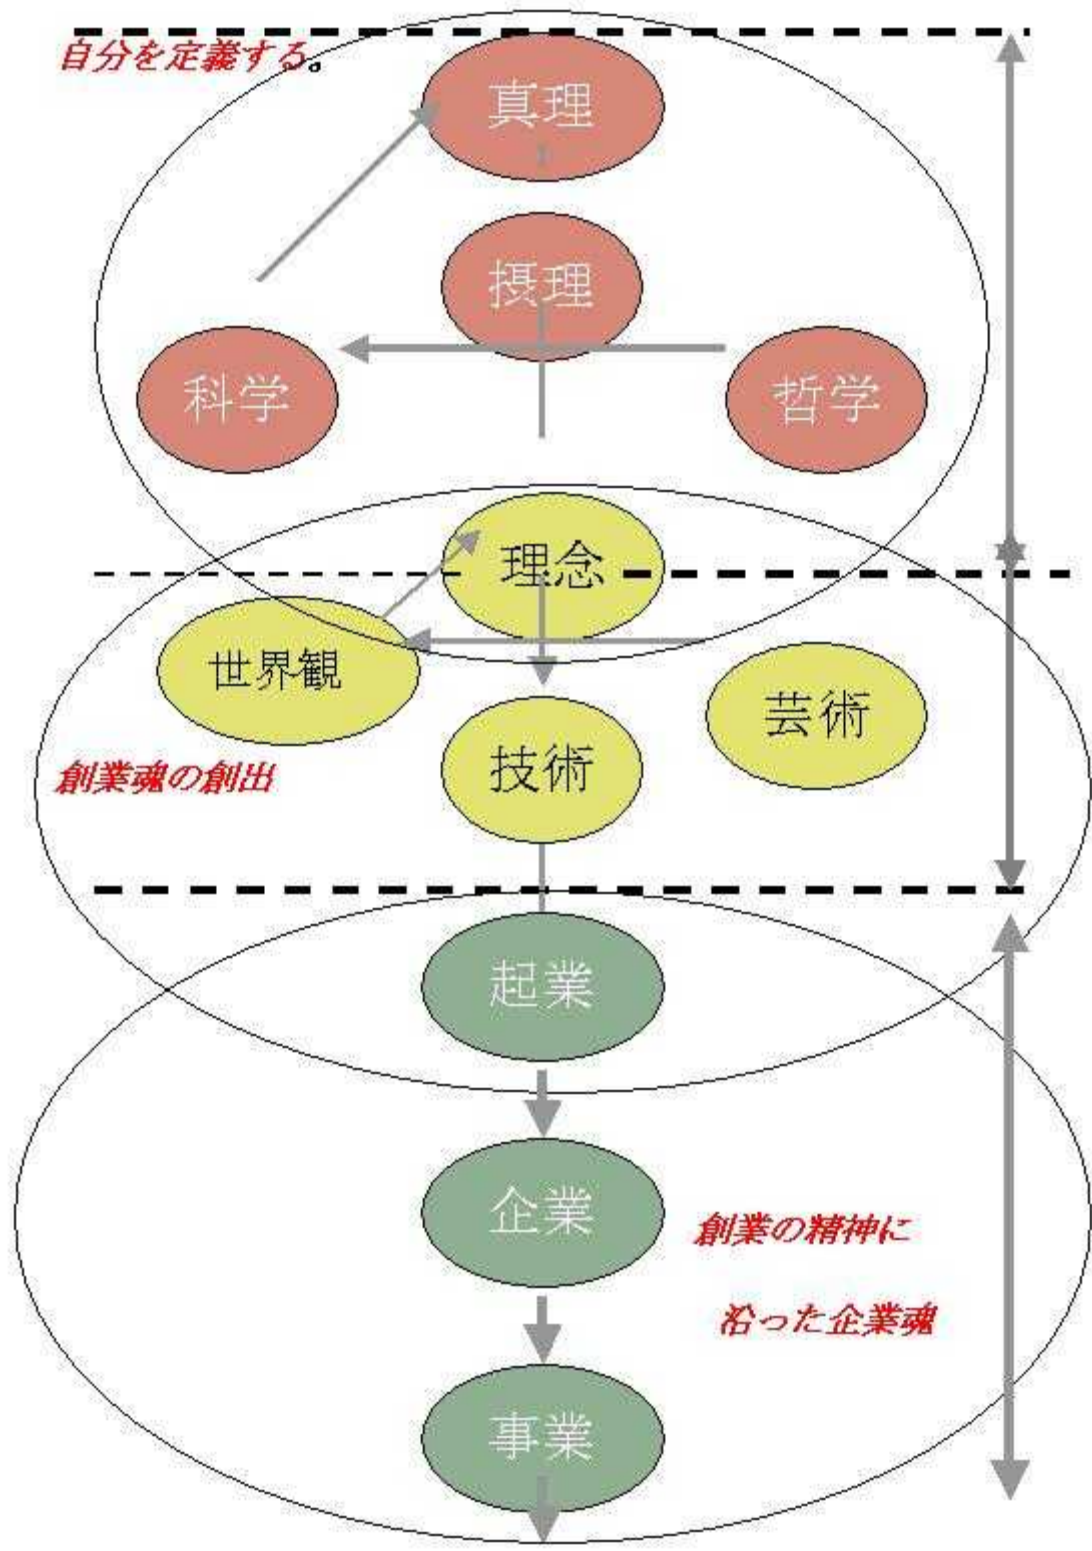 自分を定義する。
真理
摂理
科学
哲学
理念
世界観
芸術
技術
創業魂の創出
起業
企業
創業の精神に
沿った企業魂
事業